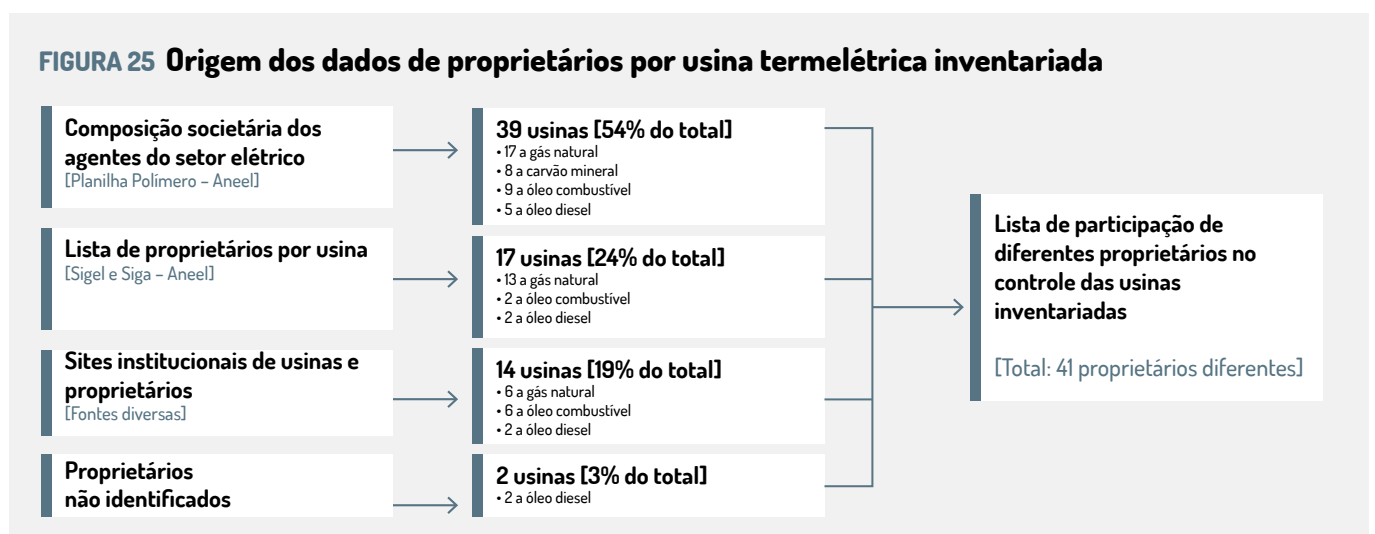 FIGURA 25 Origem dos dados de proprietários por usina termelétrica inventariada
Composição societária dos
agentes do setor elétrico
[Planilha Polímero – Aneel]
39 usinas [54% do total]
• 17 a gás natural
• 8 a carvão mineral
• 9 a óleo combustível
• 5 a óleo diesel
Lista de proprietários por usina
[Sigel e Siga – Aneel]
17 usinas [24% do total]
• 13 a gás natural
• 2 a óleo combustível
• 2 a óleo diesel
Sites institucionais de usinas e
proprietários
[Fontes diversas]
14 usinas [19% do total]
• 6 a gás natural
• 6 a óleo combustível
• 2 a óleo diesel
Proprietários
não identificados
2 usinas [3% do total]
• 2 a óleo diesel
Lista de participação de
diferentes proprietários no
controle das usinas
inventariadas
[Total: 41 proprietários diferentes]